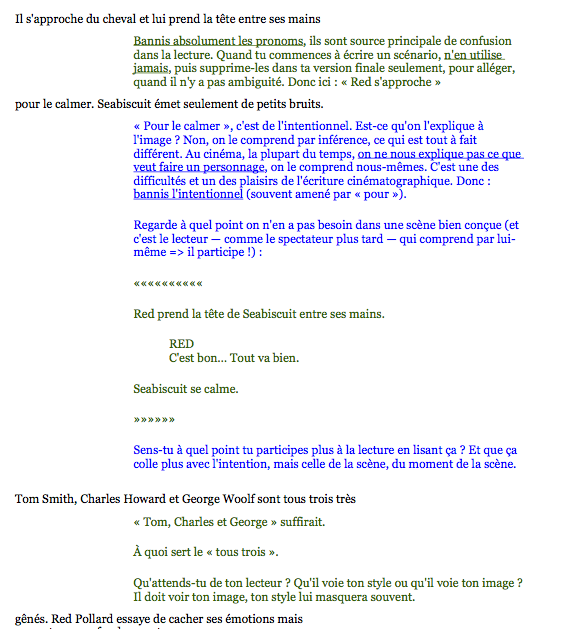 Il s'approche du cheval et lui prend la tête entre ses mains
Bannis absolument les pronoms, ils sont source principale de confusion
dans la lecture. Quand tu commences à écrire un scénario, n'en utilise
jamais, puis supprime-les dans ta version finale seulement, pour alléger,
quand il n'y a pas ambiguité. Donc ici : « Red s'approche »
pour le calmer. Seabiscuit émet seulement de petits bruits.
« Pour le calmer », c'est de l'intentionnel. Est-ce qu'on l'explique à
l'image ? Non, on le comprend par inférence, ce qui est tout à fait
différent. Au cinéma, la plupart du temps, on ne nous explique pas ce que
veut faire un personnage, on le comprend nous-mêmes. C'est une des
difficultés et un des plaisirs de l'écriture cinématographique. Donc :
bannis l'intentionnel (souvent amené par « pour »).
Regarde à quel point on n'en a pas besoin dans une scène bien conçue (et
c'est le lecteur — comme le spectateur plus tard — qui comprend par lui-
même => il participe !) :
««««««««««
Red prend la tête de Seabiscuit entre ses mains.
RED
C'est bon... Tout va bien.
Seabiscuit se calme.
»»»»»»
Sens-tu à quel point tu participes plus à la lecture en lisant ça ? Et que ça
colle plus avec l'intention, mais celle de la scène, du moment de la scène.
Tom Smith, Charles Howard et George Woolf sont tous trois très
« Tom, Charles et George » suffirait.
À quoi sert le « tous trois ».
Qu'attends-tu de ton lecteur ? Qu'il voie ton style ou qu'il voie ton image ?
Il doit voir ton image, ton style lui masquera souvent.
gênés. Red Pollard essaye de cacher ses émotions mais